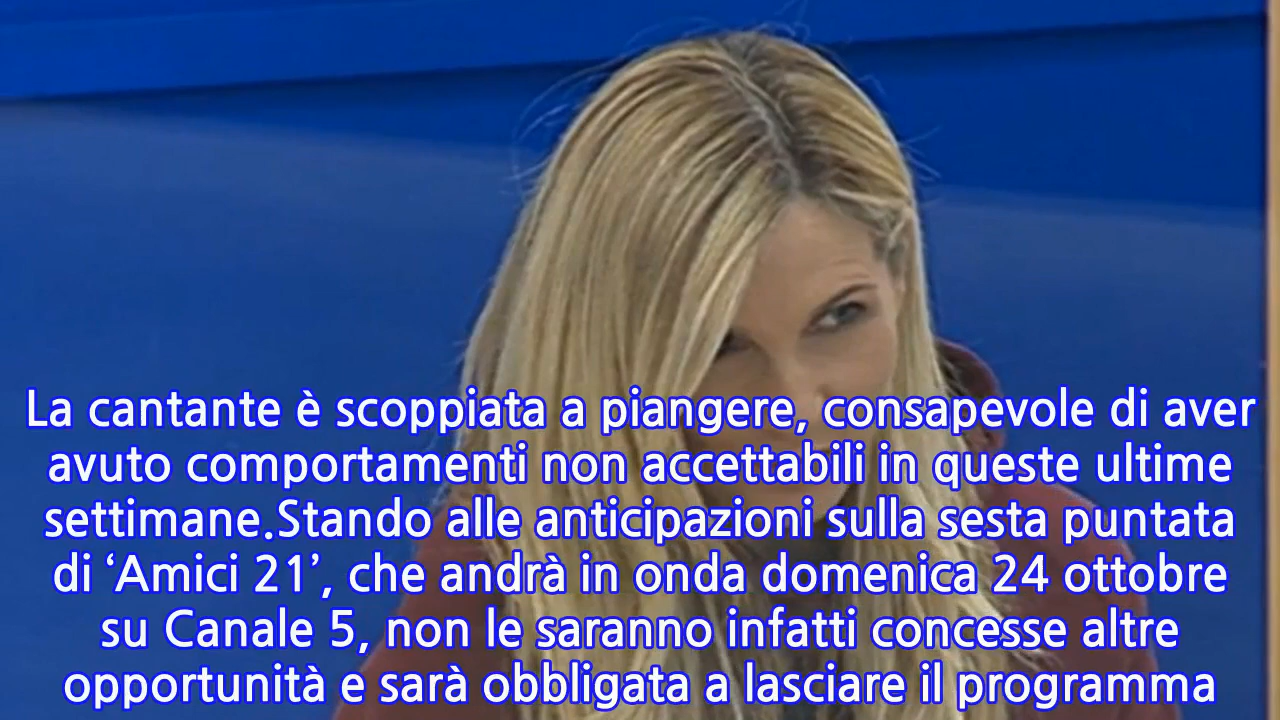 La cantante è scoppiata a piangere, consapevole di aver
avuto comportamenti non accettabili in queste ultime
settimane.Stando alle anticipazioni sulla sesta puntata
di ‘Amici 21’, che andrà in onda domenica 24 ottobre
su Canale 5, non le saranno infatti concesse altre
opportunità e sarà obbligata a lasciare il programma